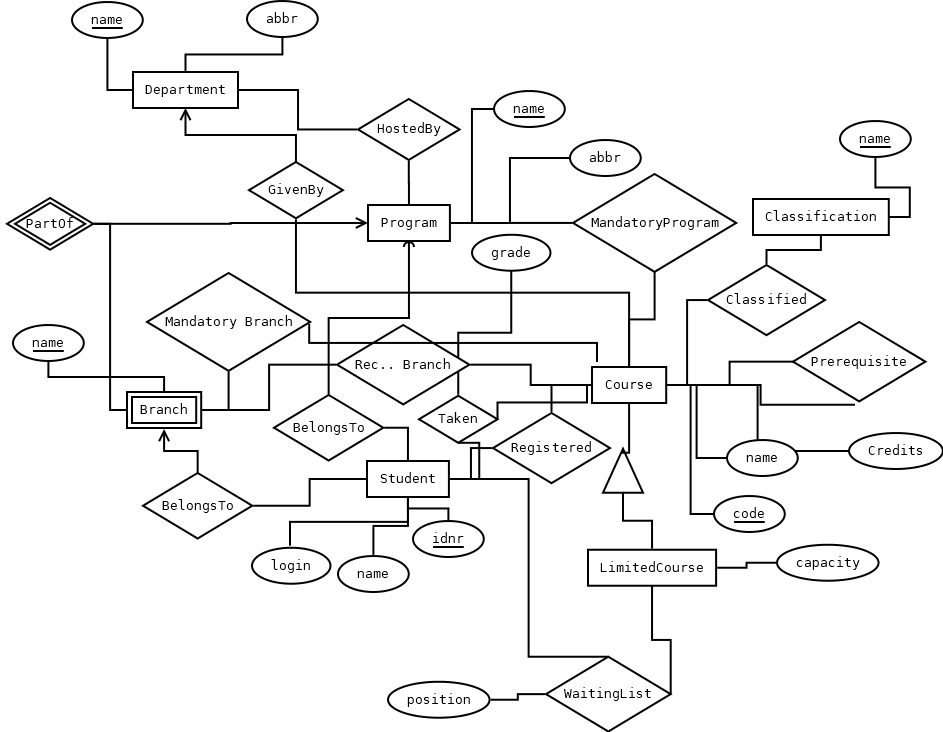 name
abbr
Department
HostedBy
name
abbr
name
GivenBy
PartOf
Program
MandatoryProgram
Classification
grade
Classified
Mandatory Branch
name
Rec.. Branch
Prerequisite
Course
Branch
BelongsTo
Taken
Registered
name
Credits
Student
BelongsTo
code
login
name
idnr
LimitedCourse
capacity
position
WaitingList